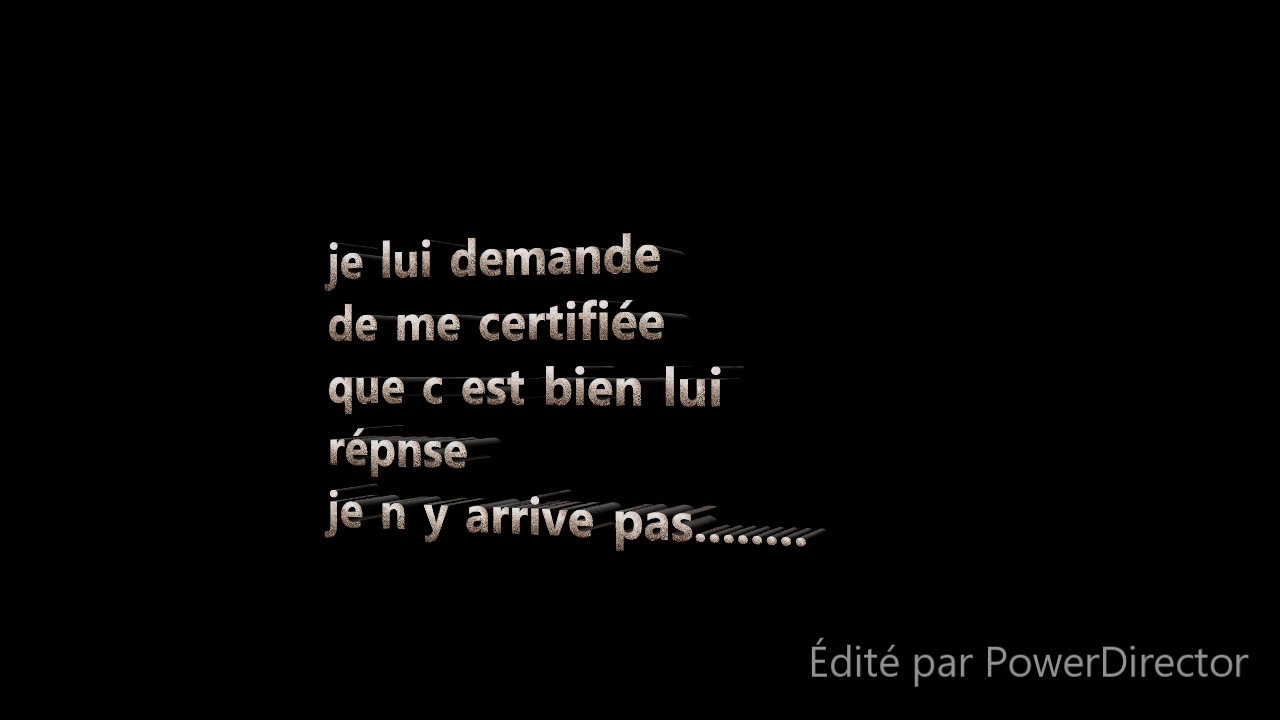 je lui demande
de me certifiée
que c est bien lui
répnse
je n y arrive pas........
Édité par PowerDirector